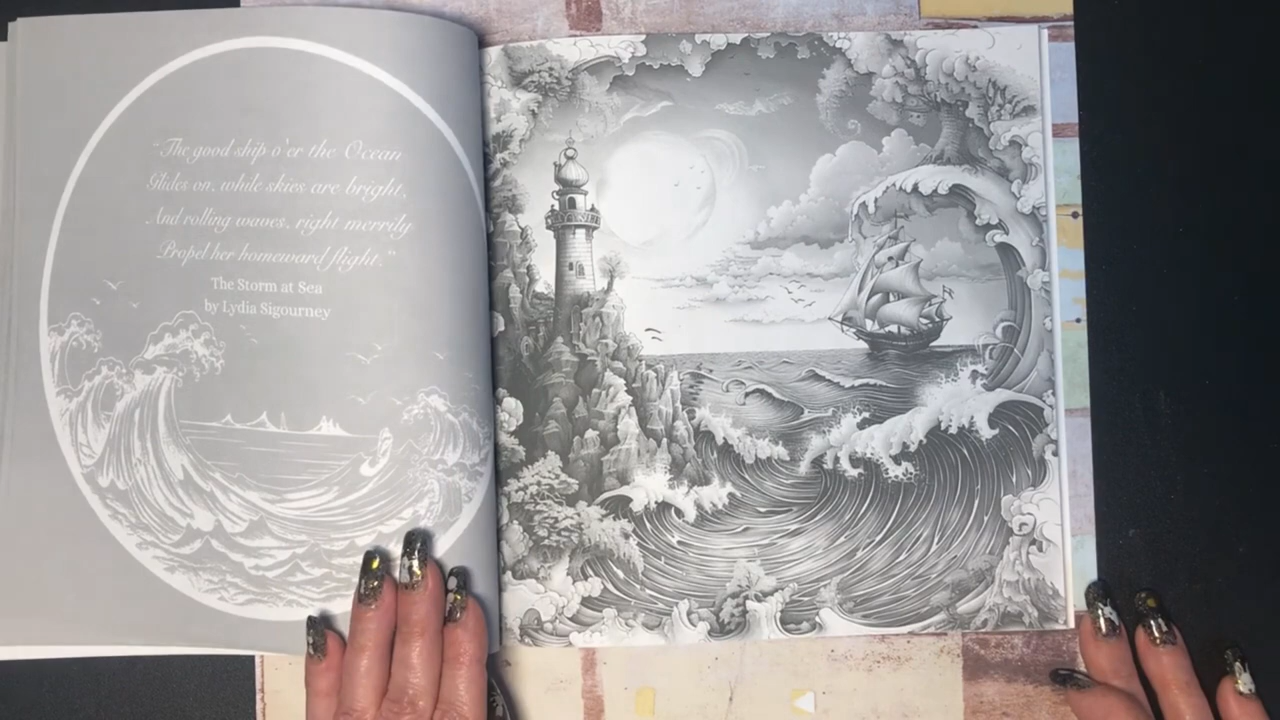 "The good ship o'er the Ocean
Glides on, while skies are bright,
And rolling waves, right merrily
Propel her homeward flight."
The Storm at Sea
by Lydia Sigourney